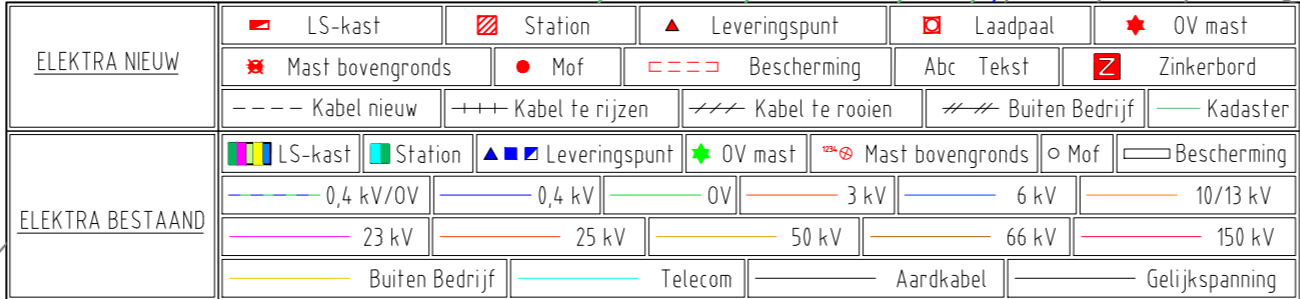 LS-kast Station Leveringspunt Laadpaal OV mast
ELEKTRA NIEUW
Mast bovengronds Mof Bescherming Abc Tekst Z Zinkerbord
Kabel nieuw Kabel te rijzen Kabel te rooien Buiten Bedrijf Kadaster
LS-kast Station Leveringspunt OV mast 1234 Mast bovengronds Mof Bescherming
0,4 kV/OV 0,4 kV OV 3 kV 6 kV 10/13 kV
ELEKTRA BESTAAND
23 kV 25 kV 50 kV 66 kV 150 kV
Buiten Bedrijf Telecom Aardkabel Gelijkspanning